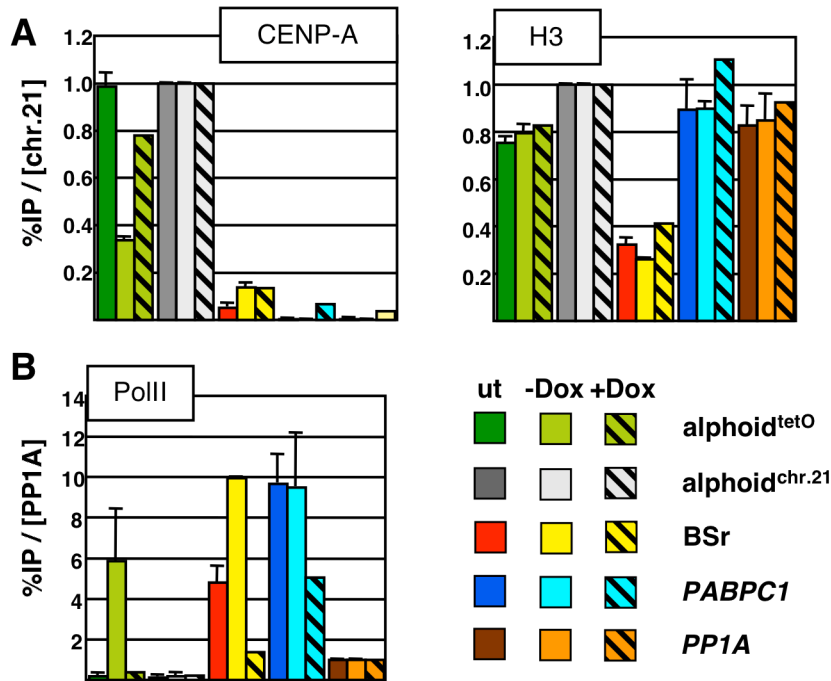 A
CENP-A
H3
%IP / [chr.21]
1.2
1.0
0.8
0.6
0.4
0.2
1.2
1.0
0.8
0.6
0.4
0.2
B
PolII
%IP / [PP1A]
14
12
10
8
6
4
2
ut -Dox +Dox
alphoidtetO
alphoidchr.21
BSr
PABPC1
PP1A